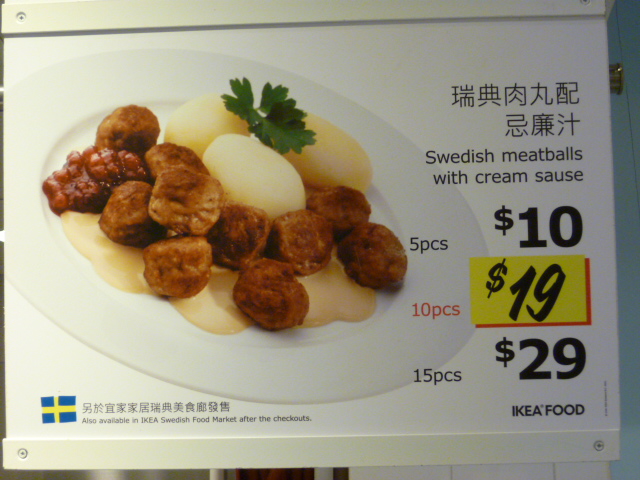 瑞典肉丸配
忌廉汁
Swedish meatballs
with cream sause
5pcs $10
10pcs $19
15pcs $29
另於宜家家居瑞典美食廊發售
Also available in IKEA Swedish Food Market after the checkouts.
IKEA FOOD